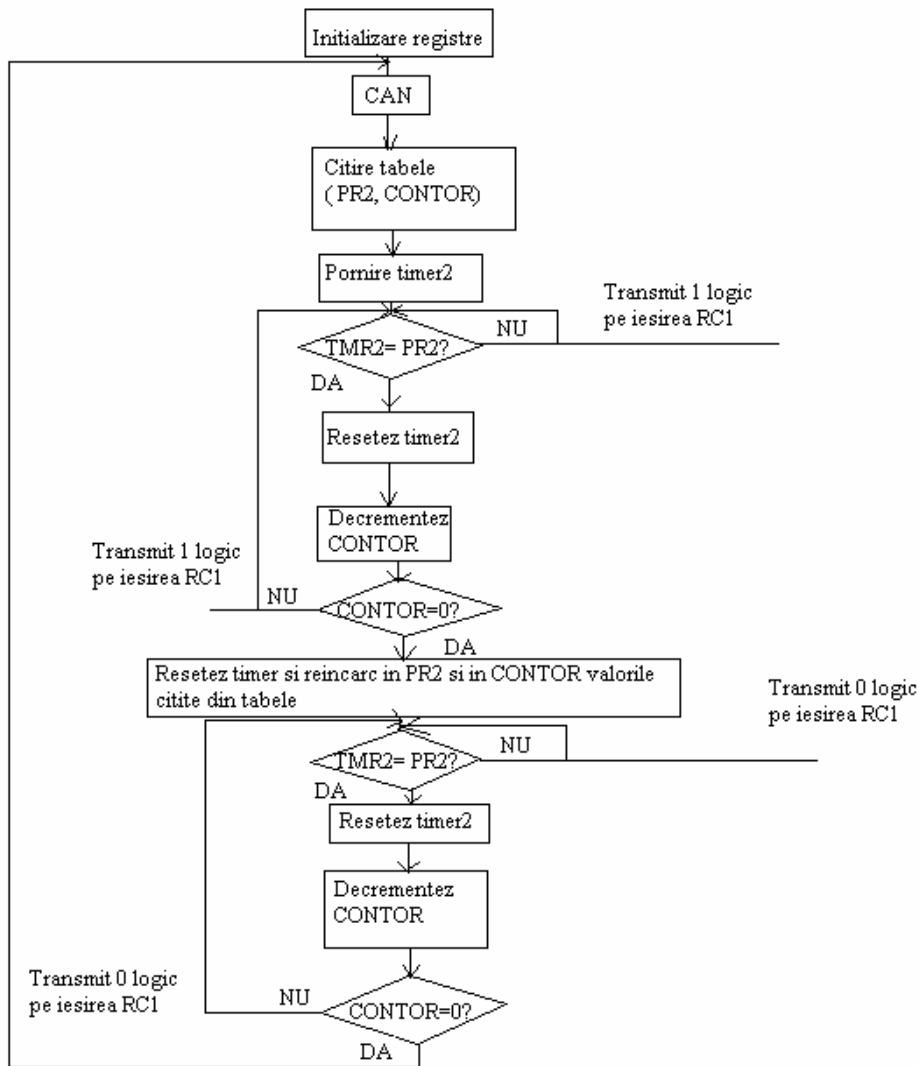 Initializare registre
CAN
Citire tabele
( PR2, CONTOR)
Pornire timer2
Transmit 1 logic
pe iesirea RC1
NU
TMR2= PR2?
DA
Resetez timer2
Decrementez
CONTOR
Transmit 1 logic
pe iesirea RC1
NU
CONTOR=0?
DA
Resetez timer si reincarc in PR2 si in CONTOR valorile
citite din tabele
Transmit 0 logic
pe iesirea RC1
NU
TMR2= PR2?
DA
Resetez timer2
Decrementez
CONTOR
Transmit 0 logic
pe iesirea RC1
NU
CONTOR=0?
DA